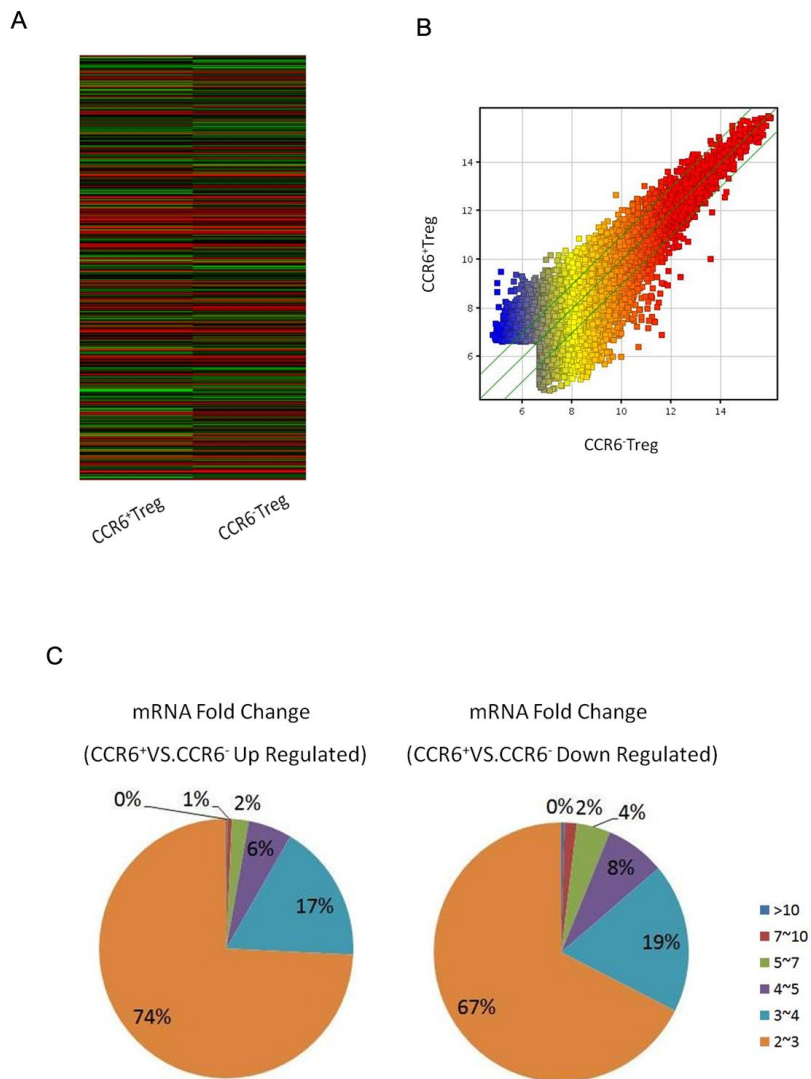 A
B
14
12
10
8
6
CCR6⁺Treg
6 8 10 12 14
CCR6⁻Treg
CCR6⁺Treg
CCR6⁻Treg
C
mRNA Fold Change
(CCR6⁺VS.CCR6⁻ Up Regulated)
0% 1% 2%
6%
17%
74%
mRNA Fold Change
(CCR6⁺VS.CCR6⁻ Down Regulated)
0% 2% 4%
8%
19%
67%
>10
7~10
5~7
4~5
3~4
2~3